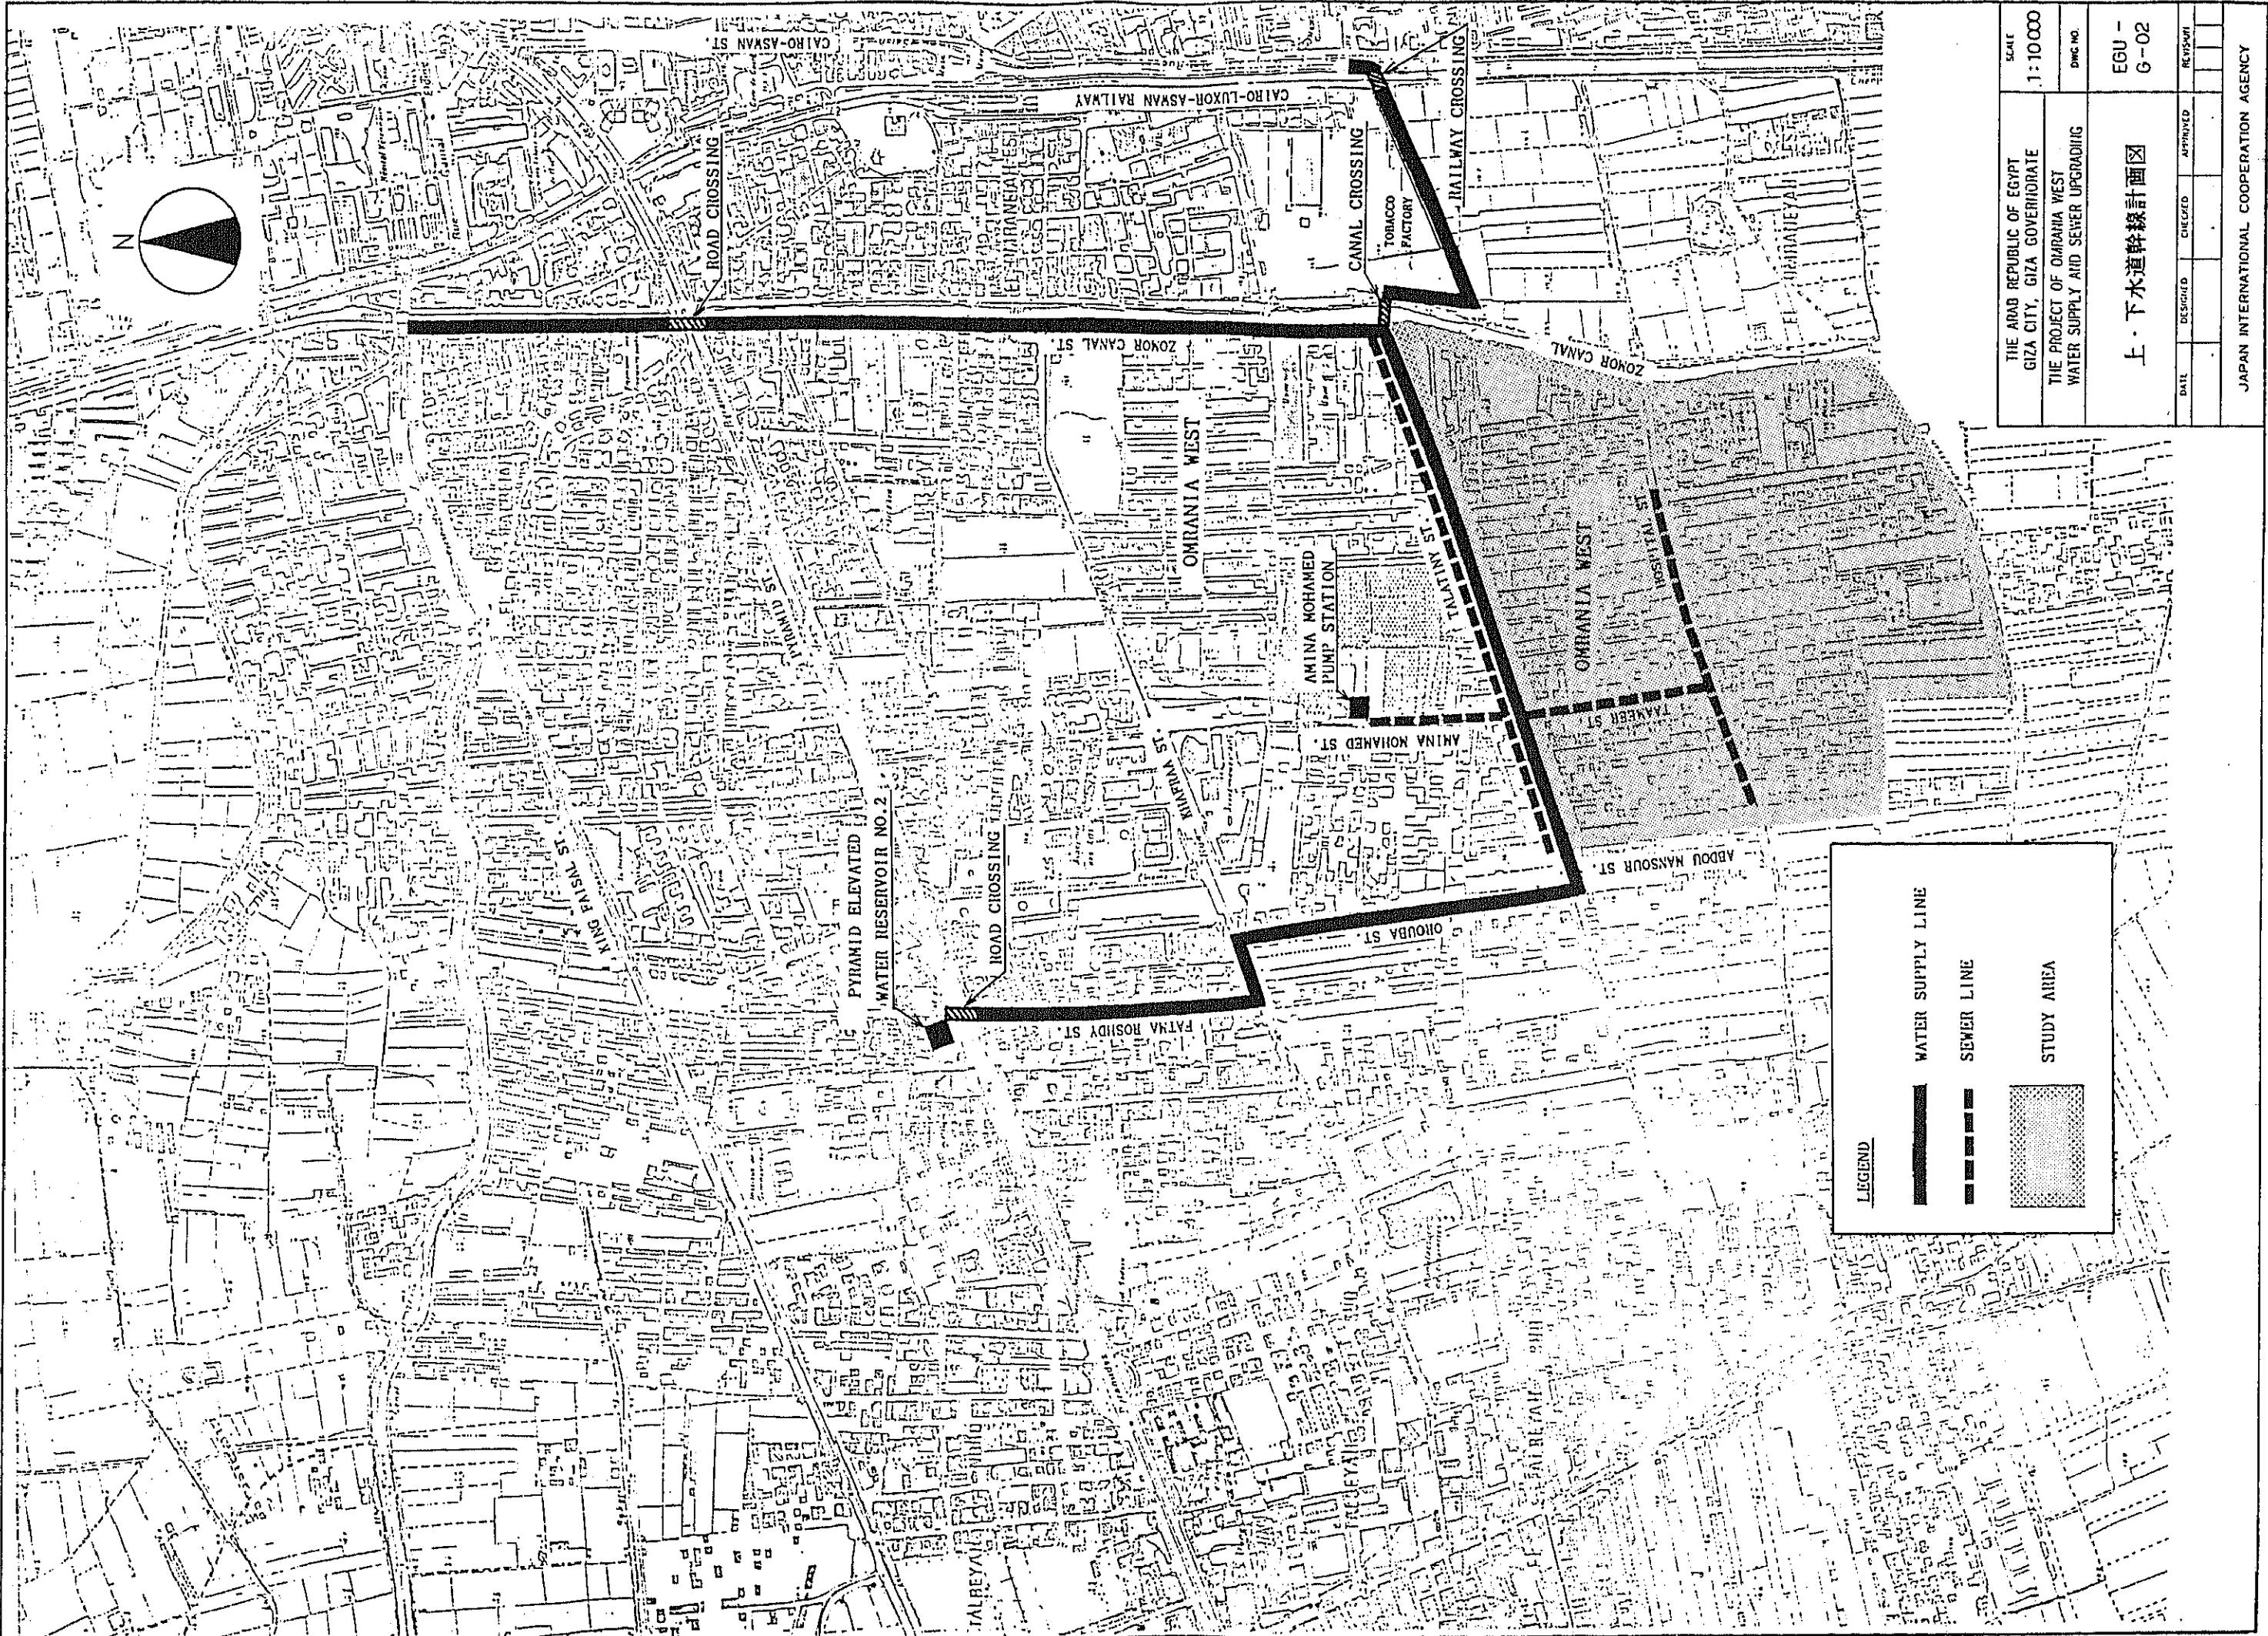 N
CAIRO-ASWAN ST.
CAIRO-LUXOR-ASWAN RAILWAY
ROAD CROSSING
CANAL CROSSING
TOBACCO
FACTORY
RAILWAY CROSSING
ZOMOR CANAL ST.
ZOMOR CANAL
OMRANIA WEST
AMINA MOHAMED
PUMP STATION
TALATINY ST.
OMRANIA WEST
HOSPITAL ST.
TAAMEER ST.
AMINA MOHAMED ST.
PYRAMID ST.
KHAFRAA ST.
KING FAISAL ST.
PYRAMID ELEVATED
WATER RESERVOIR NO.2
ROAD CROSSING
FATMA ROSHDY ST.
OROUBA ST.
ABDOU MANSOUR ST.
LEGEND
WATER SUPPLY LINE
SEWER LINE
STUDY AREA
THE ARAB REPUBLIC OF EGYPT
GIZA CITY, GIZA GOVERNORATE
THE PROJECT OF OMRANIA WEST
WATER SUPPLY AND SEWER UPGRADING
SCALE
1:10000
DWG NO.
EGU -
G-02
上・下水道幹線計画図
DATE
DESIGNED
CHECKED
APPROVED
REVISION
JAPAN INTERNATIONAL COOPERATION AGENCY